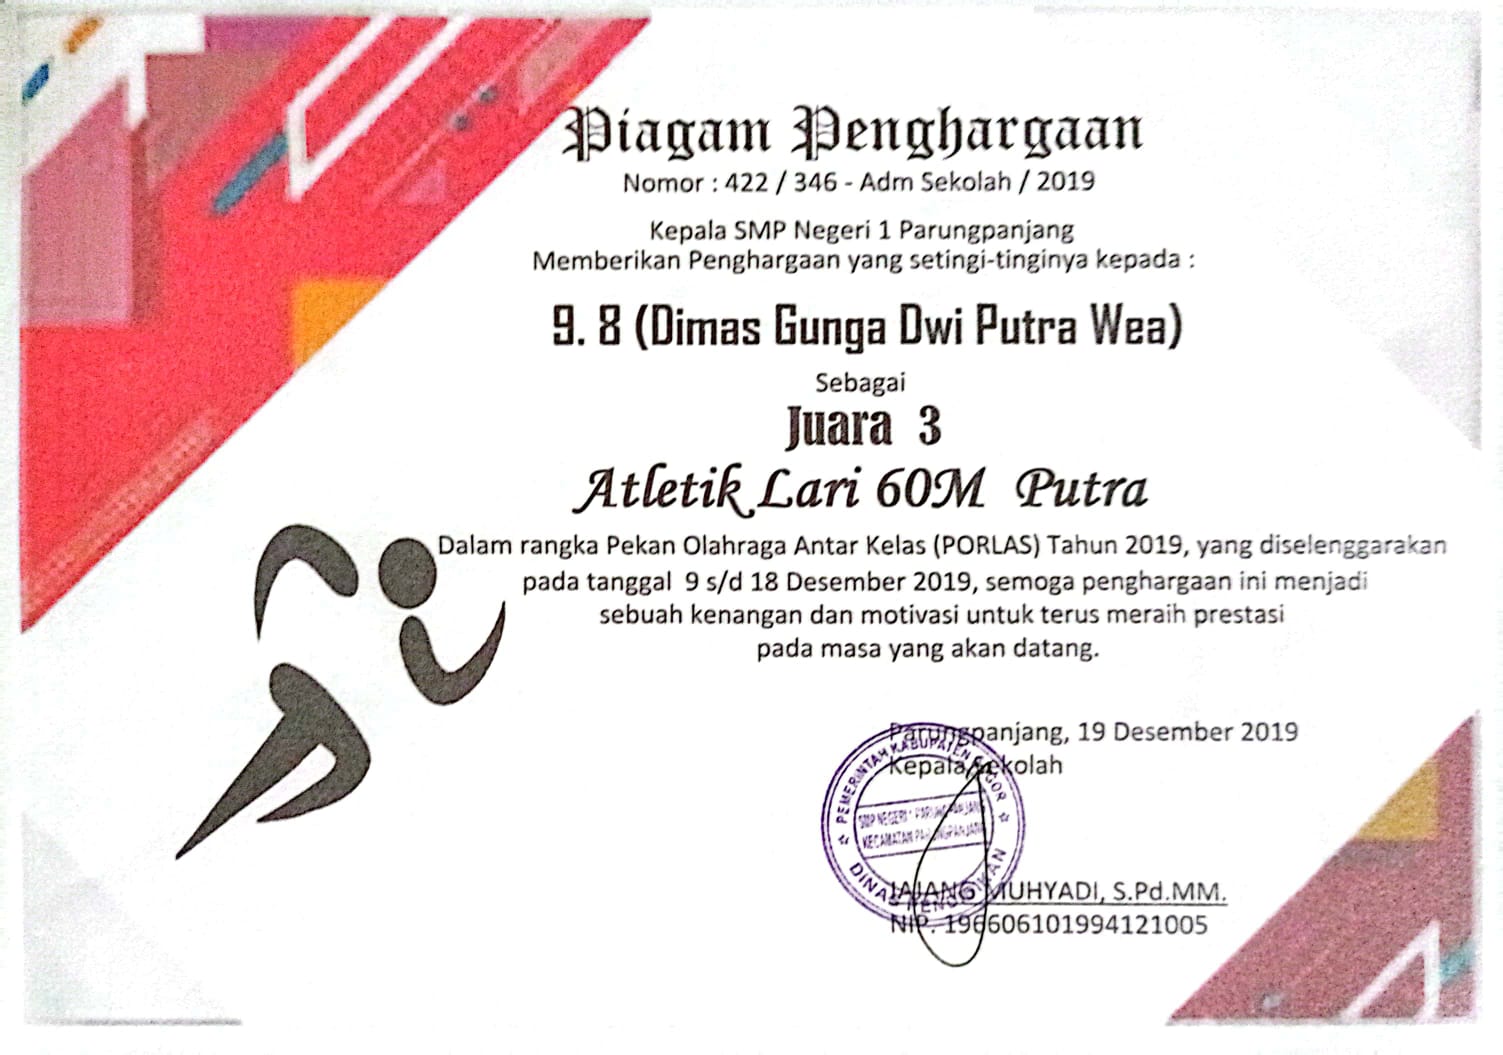 Piagam Penghargaan
Nomor : 422 / 346 - Adm Sekolah / 2019
Kepala SMP Negeri 1 Parungpanjang
Memberikan Penghargaan yang setingi-tinginya kepada :
9. 8 (Dimas Gunga Dwi Putra Wea)
Sebagai
Juara 3
Atletik Lari 60M Putra
Dalam rangka Pekan Olahraga Antar Kelas (PORLAS) Tahun 2019, yang diselenggarakan
pada tanggal 9 s/d 18 Desember 2019, semoga penghargaan ini menjadi
sebuah kenangan dan motivasi untuk terus meraih prestasi
pada masa yang akan datang.
Parungpanjang, 19 Desember 2019
Kepala Sekolah
PEMERINTAH KABUPATEN BOGOR
SMP NEGERI 1 PARUNGPANJANG
KECAMATAN PARUNGPANJANG
DINAS PENDIDIKAN
JAJANG MUHYADI, S.Pd.MM.
NIP. 196606101994121005